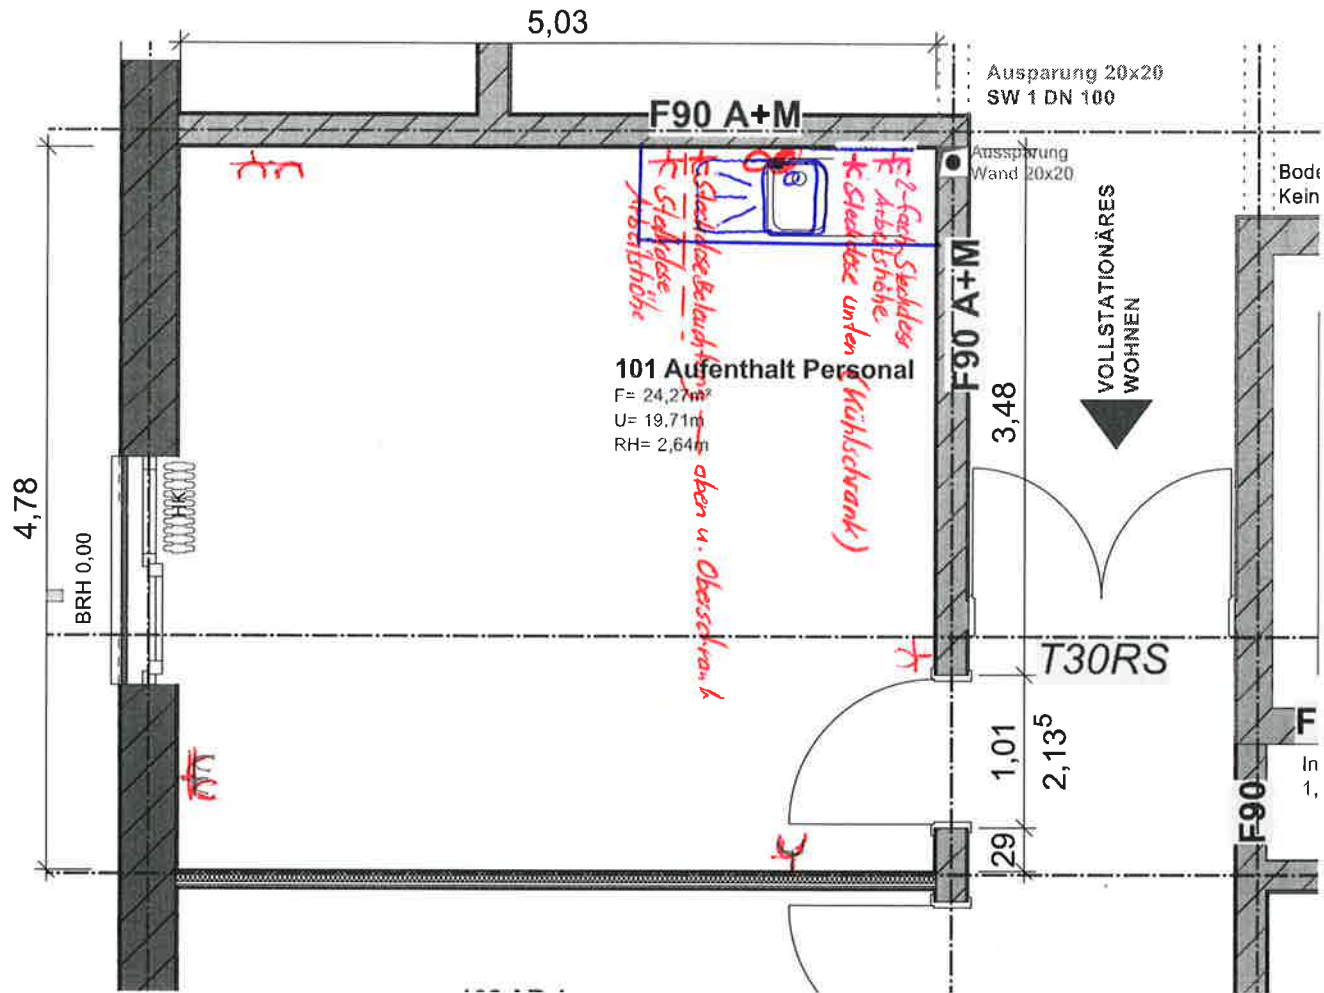 5,03
Ausparung 20x20
SW 1 DN 100
F90 A+M
Aussparung
Wand 20x20
Bode
Kein
VOLLSTATIONÄRES
WOHNEN
F90 A+M
2-fach Steckdose
Arbeitshöhe
Steckdose unten (Kühlschrank)
Steckdose Beleuchtung - oben u. Oberschrank
Steckdose
Arbeitshöhe
101 Aufenthalt Personal
F= 24,27m²
U= 19,71m
RH= 2,64m
3,48
4,78
HK
BRH 0,00
T30RS
1,01
2,13⁵
29
F
In
1,
F90